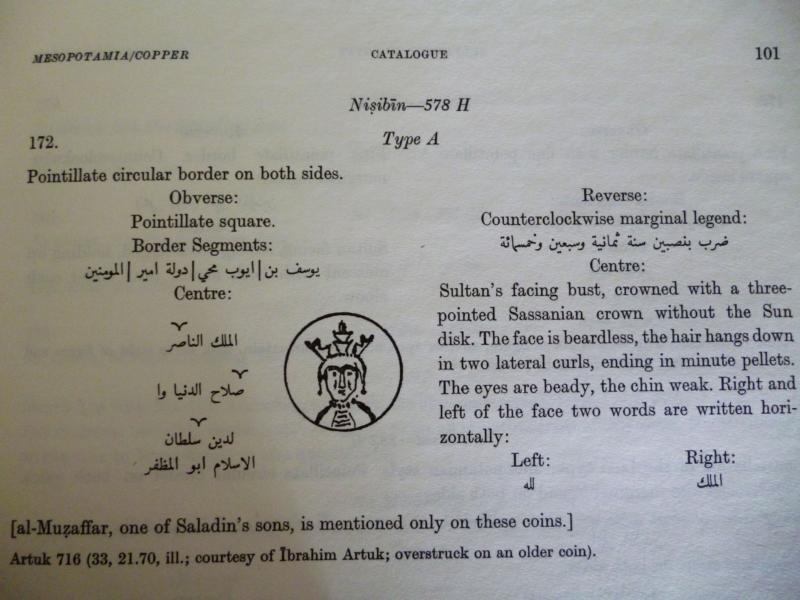 MESOPOTAMIA/COPPER
CATALOGUE
101
Niṣibīn—578 H
172.
Type A
Pointillate circular border on both sides.
Obverse:
Pointillate square.
Border Segments:
يوسف بن | ايوب محي | دولة امير | المومنين
Centre:
الملك الناصر
صلاح الدنيا وا
لدين سلطان
الاسلام ابو المظفر
Reverse:
Counterclockwise marginal legend:
ضرب بنصيبين سنة ثمانية وسبعين وخمسمائة
Centre:
Sultan's facing bust, crowned with a three-
pointed Sassanian crown without the Sun
disk. The face is beardless, the hair hangs down
in two lateral curls, ending in minute pellets.
The eyes are beady, the chin weak. Right and
left of the face two words are written hori-
zontally:
Left:
Right:
لله
الملك
[al-Muẓaffar, one of Saladin's sons, is mentioned only on these coins.]
Artuk 716 (33, 21.70, ill.; courtesy of İbrahim Artuk; overstruck on an older coin).